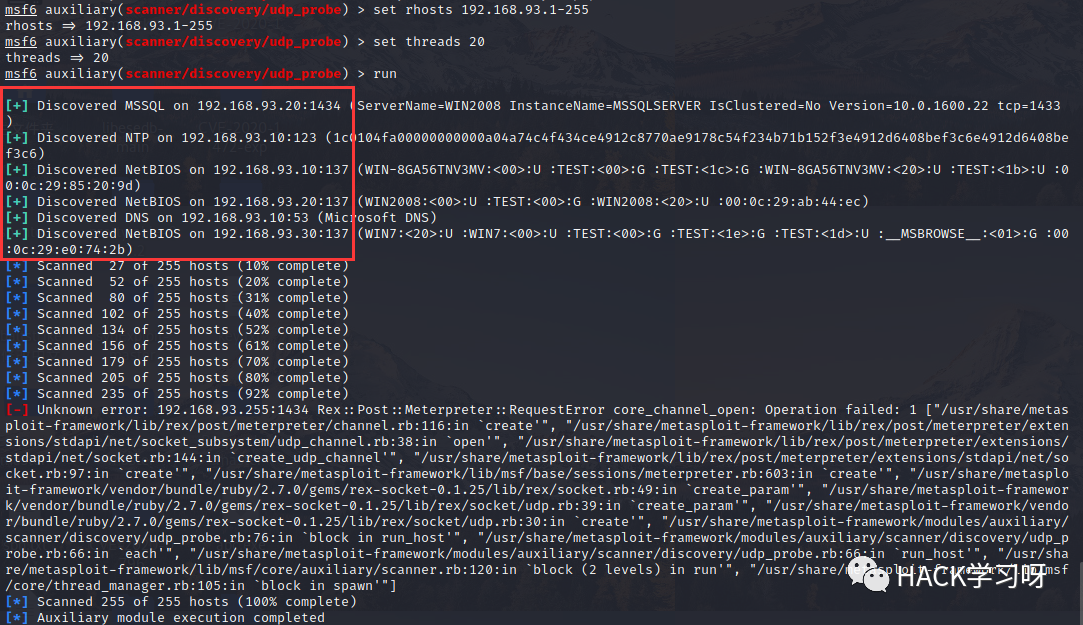 msf6 auxiliary(scanner/discovery/udp_probe) > set rhosts 192.168.93.1-255
rhosts ⇒ 192.168.93.1-255
msf6 auxiliary(scanner/discovery/udp_probe) > set threads 20
threads ⇒ 20
msf6 auxiliary(scanner/discovery/udp_probe) > run
[+] Discovered MSSQL on 192.168.93.20:1434 (ServerName=WIN2008 InstanceName=MSSQLSERVER IsClustered=No Version=10.0.1600.22 tcp=1433
)
[+] Discovered NTP on 192.168.93.10:123 (1c0104fa00000000000a04a74c4f434ce4912c8770ae9178c54f234b71b152f3e4912d6408bef3c6e4912d6408be
f3c6)
[+] Discovered NetBIOS on 192.168.93.10:137 (WIN-8GA56TNV3MV:<00>:U :TEST:<00>:G :TEST:<1c>:G :WIN-8GA56TNV3MV:<20>:U :TEST:<1b>:U :0
0:0c:29:85:20:9d)
[+] Discovered NetBIOS on 192.168.93.20:137 (WIN2008:<00>:U :TEST:<00>:G :WIN2008:<20>:U :00:0c:29:ab:44:ec)
[+] Discovered DNS on 192.168.93.10:53 (Microsoft DNS)
[+] Discovered NetBIOS on 192.168.93.30:137 (WIN7:<20>:U :WIN7:<00>:U :TEST:<00>:G :TEST:<1e>:G :TEST:<1d>:U :__MSBROWSE__:<01>:G :00
:0c:29:e0:74:2b)
[*] Scanned  27 of 255 hosts (10% complete)
[*] Scanned  52 of 255 hosts (20% complete)
[*] Scanned  80 of 255 hosts (31% complete)
[*] Scanned 102 of 255 hosts (40% complete)
[*] Scanned 134 of 255 hosts (52% complete)
[*] Scanned 156 of 255 hosts (61% complete)
[*] Scanned 179 of 255 hosts (70% complete)
[*] Scanned 205 of 255 hosts (80% complete)
[*] Scanned 235 of 255 hosts (92% complete)
[-] Unknown error: 192.168.93.255:1434 Rex::Post::Meterpreter::RequestError core_channel_open: Operation failed: 1 ["/usr/share/metas
ploit-framework/lib/rex/post/meterpreter/channel.rb:116:in `create'", "/usr/share/metasploit-framework/lib/rex/post/meterpreter/exten
sions/stdapi/net/socket_subsystem/udp_channel.rb:38:in `open'", "/usr/share/metasploit-framework/lib/rex/post/meterpreter/extensions/
stdapi/net/socket.rb:144:in `create_udp_channel'", "/usr/share/metasploit-framework/lib/rex/post/meterpreter/extensions/stdapi/net/so
cket.rb:97:in `create'", "/usr/share/metasploit-framework/lib/msf/base/sessions/meterpreter.rb:603:in `create'", "/usr/share/metasplo
it-framework/vendor/bundle/ruby/2.7.0/gems/rex-socket-0.1.25/lib/rex/socket.rb:49:in `create_param'", "/usr/share/metasploit-framewor
k/vendor/bundle/ruby/2.7.0/gems/rex-socket-0.1.25/lib/rex/socket/udp.rb:39:in `create_param'", "/usr/share/metasploit-framework/vendo
r/bundle/ruby/2.7.0/gems/rex-socket-0.1.25/lib/rex/socket/udp.rb:30:in `create'", "/usr/share/metasploit-framework/modules/auxiliary/
scanner/discovery/udp_probe.rb:76:in `block in run_host'", "/usr/share/metasploit-framework/modules/auxiliary/scanner/discovery/udp_p
robe.rb:66:in `each'", "/usr/share/metasploit-framework/modules/auxiliary/scanner/discovery/udp_probe.rb:66:in `run_host'", "/usr/sha
re/metasploit-framework/lib/msf/core/auxiliary/scanner.rb:120:in `block (2 levels) in run'", "/usr/share/metasploit-framework/lib/msf
/core/thread_manager.rb:105:in `block in spawn'"]
[*] Scanned 255 of 255 hosts (100% complete)
[*] Auxiliary module execution completed
HACK学习呀